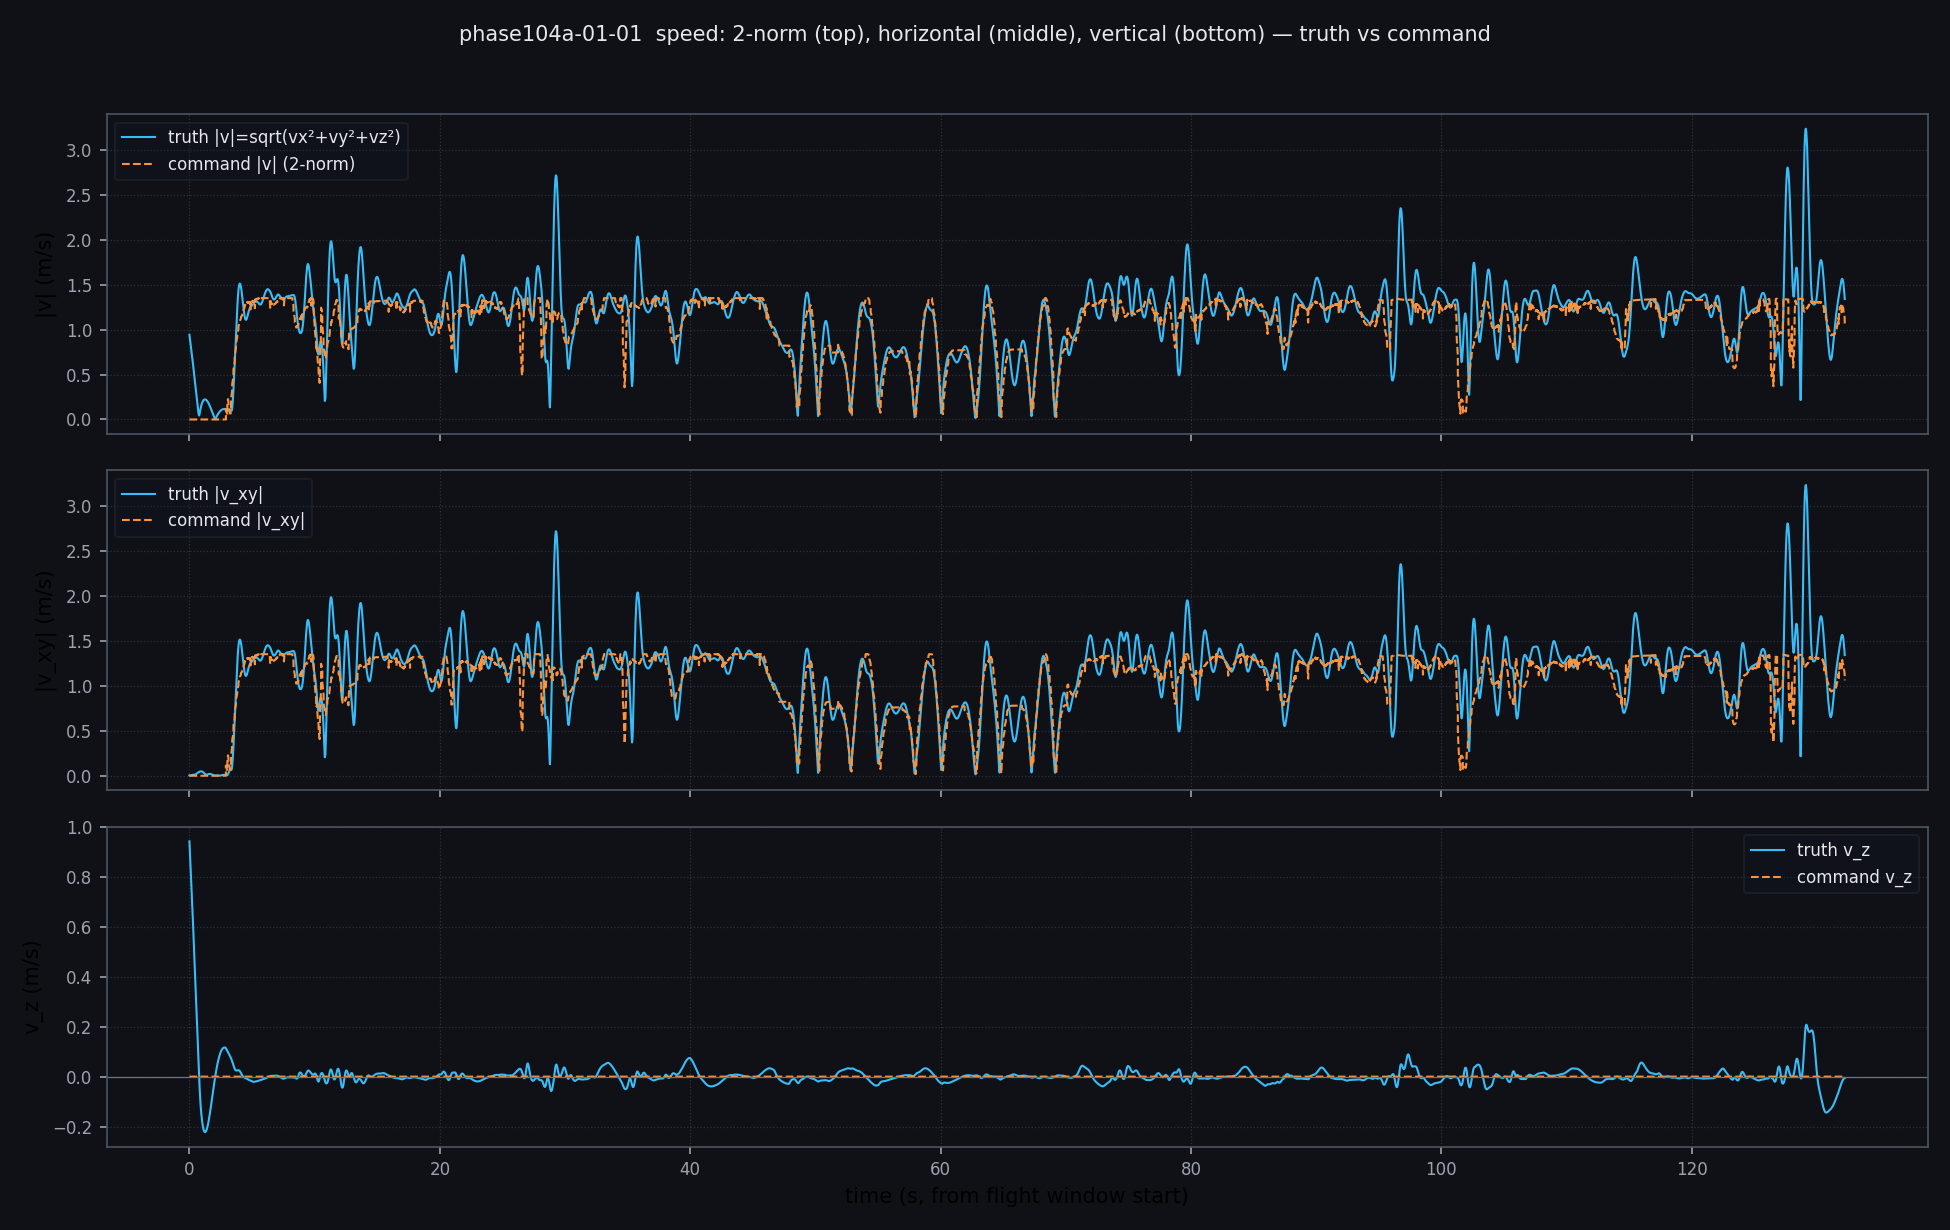 phase104a-01-01  speed: 2-norm (top), horizontal (middle), vertical (bottom) — truth vs command
truth |v|=sqrt(vx²+vy²+vz²)
command |v| (2-norm)
|v| (m/s)
3.0
2.5
2.0
1.5
1.0
0.5
0.0
truth |v_xy|
command |v_xy|
|v_xy| (m/s)
3.0
2.5
2.0
1.5
1.0
0.5
0.0
truth v_z
command v_z
v_z (m/s)
1.0
0.8
0.6
0.4
0.2
0.0
−0.2
0 20 40 60 80 100 120
time (s, from flight window start)